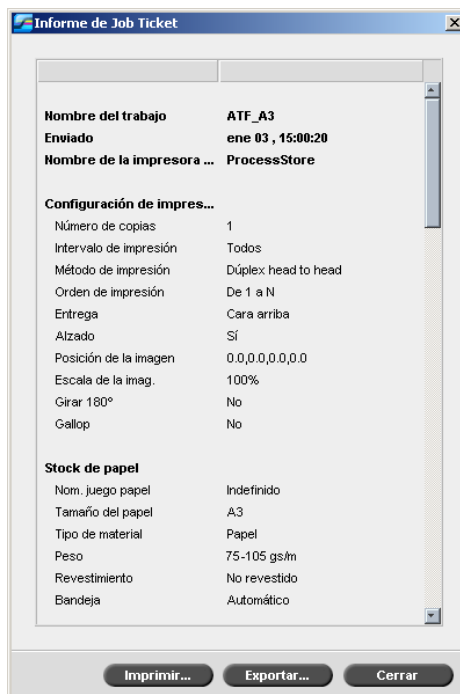 Informe de Job Ticket
Nombre del trabajo ATF_A3
Enviado ene 03 , 15:00:20
Nombre de la impresora ... ProcessStore
Configuración de impres...
Número de copias 1
Intervalo de impresión Todos
Método de impresión Dúplex head to head
Orden de impresión De 1 a N
Entrega Cara arriba
Alzado Sí
Posición de la imagen 0.0,0.0,0.0,0.0
Escala de la imag. 100%
Girar 180º No
Gallop No
Stock de papel
Nom. juego papel Indefinido
Tamaño del papel A3
Tipo de material Papel
Peso 75-105 gs/m
Revestimiento No revestido
Bandeja Automático
Imprimir... Exportar... Cerrar